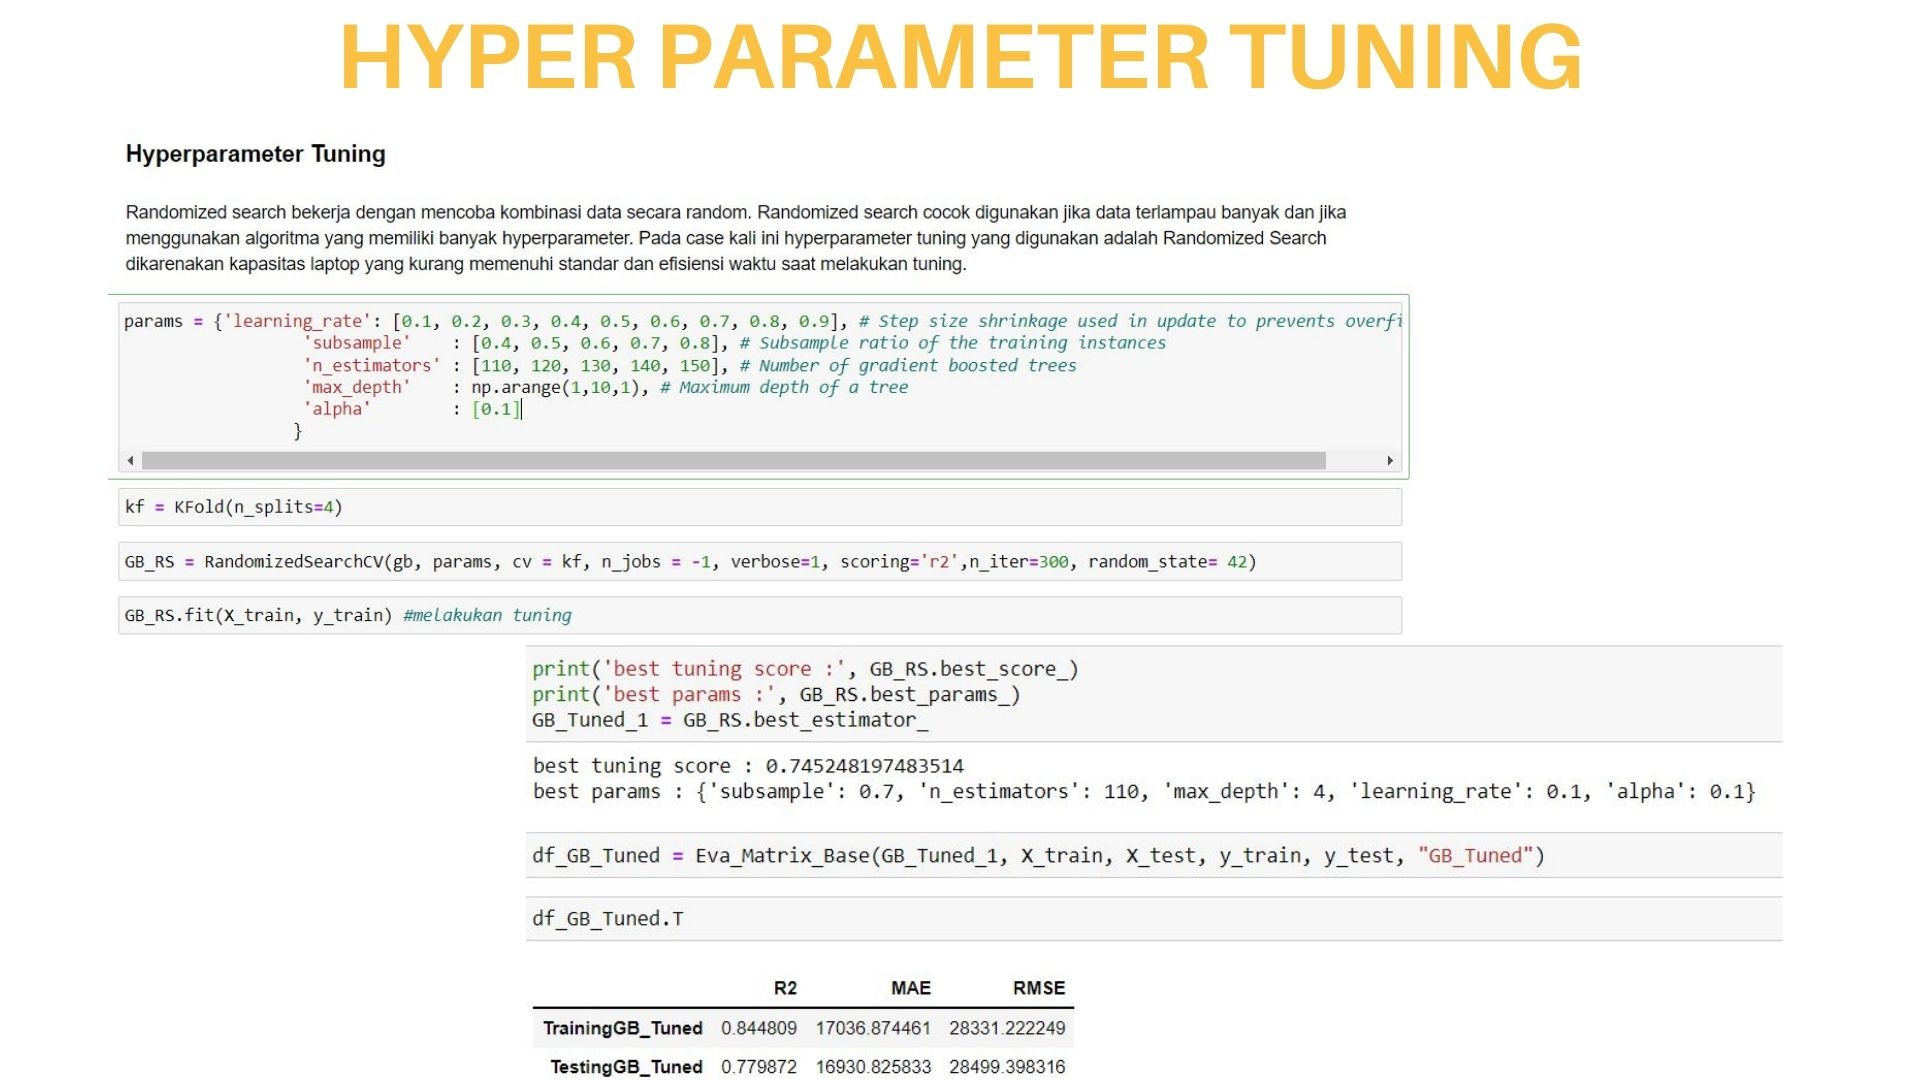 HYPER PARAMETER TUNING
Hyperparameter Tuning
Randomized search bekerja dengan mencoba kombinasi data secara random. Randomized search cocok digunakan jika data terlampau banyak dan jika
menggunakan algoritma yang memiliki banyak hyperparameter. Pada case kali ini hyperparameter tuning yang digunakan adalah Randomized Search
dikarenakan kapasitas laptop yang kurang memenuhi standar dan efisiensi waktu saat melakukan tuning.
params = {'learning_rate': [0.1, 0.2, 0.3, 0.4, 0.5, 0.6, 0.7, 0.8, 0.9], # Step size shrinkage used in update to prevents overfi
'subsample' : [0.4, 0.5, 0.6, 0.7, 0.8], # Subsample ratio of the training instances
'n_estimators' : [110, 120, 130, 140, 150], # Number of gradient boosted trees
'max_depth' : np.arange(1,10,1), # Maximum depth of a tree
'alpha' : [0.1]
}
kf = KFold(n_splits=4)
GB_RS = RandomizedSearchCV(gb, params, cv = kf, n_jobs = -1, verbose=1, scoring='r2',n_iter=300, random_state= 42)
GB_RS.fit(X_train, y_train) #melakukan tuning
print('best tuning score :', GB_RS.best_score_)
print('best params :', GB_RS.best_params_)
GB_Tuned_1 = GB_RS.best_estimator_
best tuning score : 0.745248197483514
best params : {'subsample': 0.7, 'n_estimators': 110, 'max_depth': 4, 'learning_rate': 0.1, 'alpha': 0.1}
df_GB_Tuned = Eva_Matrix_Base(GB_Tuned_1, X_train, X_test, y_train, y_test, "GB_Tuned")
df_GB_Tuned.T
R2 MAE RMSE
TrainingGB_Tuned 0.844809 17036.874461 28331.222249
TestingGB_Tuned 0.779872 16930.825833 28499.398316